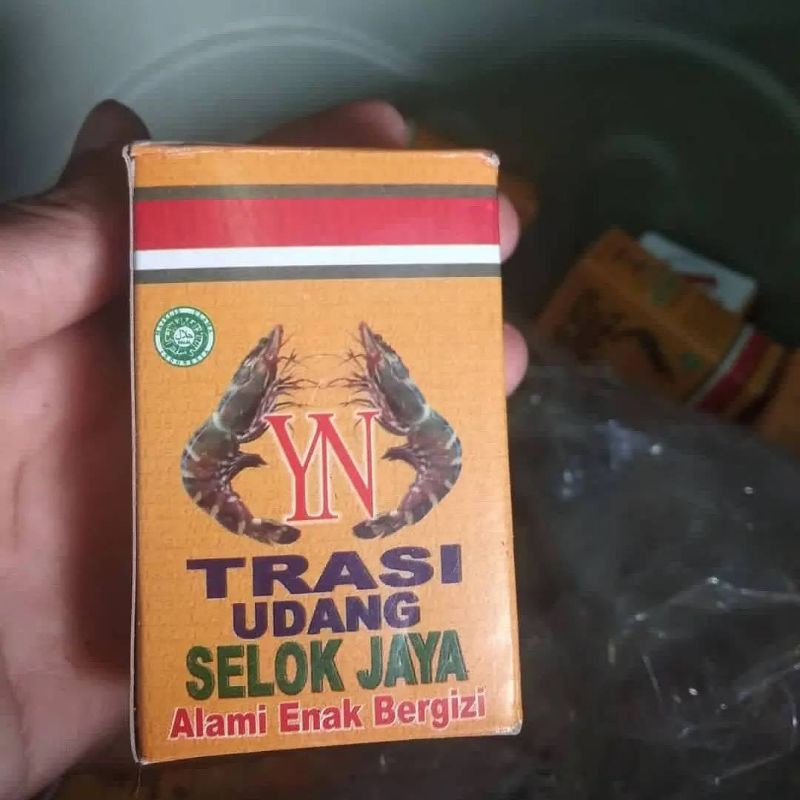 YN
TRASI
UDANG
SELOK JAYA
Alami Enak Bergizi